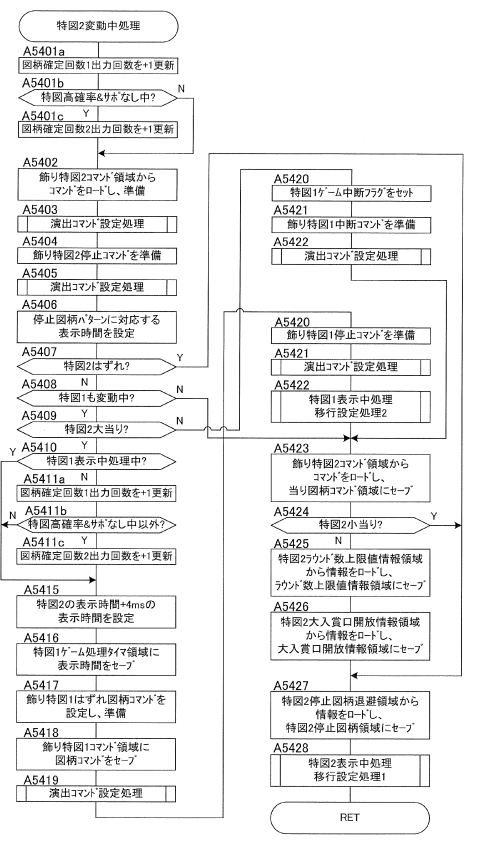 特図2変動中処理
A5401a
図柄確定回数1出力回数を+1更新
A5401b
特図高確率&ｻﾎﾟなし中?
N
Y
A5401c
図柄確定回数2出力回数を+1更新
A5402
飾り特図2ｺﾏﾝﾄﾞ領域から
ｺﾏﾝﾄﾞをﾛｰﾄﾞし、準備
A5403
演出ｺﾏﾝﾄﾞ設定処理
A5404
飾り特図2停止ｺﾏﾝﾄﾞを準備
A5405
演出ｺﾏﾝﾄﾞ設定処理
A5406
停止図柄ﾊﾟﾀｰﾝに対応する
表示時間を設定
A5407
特図2はずれ?
Y
N
A5408
特図1も変動中?
N
Y
A5409
特図2大当り?
N
Y
A5410
Y
特図1表示中処理中?
N
A5411a
図柄確定回数1出力回数を+1更新
A5411b
N
特図高確率&ｻﾎﾟなし中以外?
Y
A5411c
図柄確定回数2出力回数を+1更新
A5415
特図2の表示時間+4msの
表示時間を設定
A5416
特図1ｹﾞｰﾑ処理ﾀｲﾏ領域に
表示時間をｾｰﾌﾞ
A5417
飾り特図1はずれ図柄ｺﾏﾝﾄﾞを
設定し、準備
A5418
飾り特図1ｺﾏﾝﾄﾞ領域に
図柄ｺﾏﾝﾄﾞをｾｰﾌﾞ
A5419
演出ｺﾏﾝﾄﾞ設定処理
A5420
特図1ｹﾞｰﾑ中断ﾌﾗｸﾞをｾｯﾄ
A5421
飾り特図1中断ｺﾏﾝﾄﾞを準備
A5422
演出ｺﾏﾝﾄﾞ設定処理
A5420
飾り特図1停止ｺﾏﾝﾄﾞを準備
A5421
演出ｺﾏﾝﾄﾞ設定処理
A5422
特図1表示中処理
移行設定処理2
A5423
飾り特図2ｺﾏﾝﾄﾞ領域から
ｺﾏﾝﾄﾞをﾛｰﾄﾞし、
当り図柄ｺﾏﾝﾄﾞ領域にｾｰﾌﾞ
A5424
特図2小当り?
Y
N
A5425
特図2ﾗｳﾝﾄﾞ数上限値情報領域
から情報をﾛｰﾄﾞし、
ﾗｳﾝﾄﾞ数上限値情報領域にｾｰﾌﾞ
A5426
特図2大入賞口開放情報領域
から情報をﾛｰﾄﾞし、
大入賞口開放情報領域にｾｰﾌﾞ
A5427
特図2停止図柄退避領域から
情報をﾛｰﾄﾞし、
特図2停止図柄領域にｾｰﾌﾞ
A5428
特図2表示中処理
移行設定処理1
RET